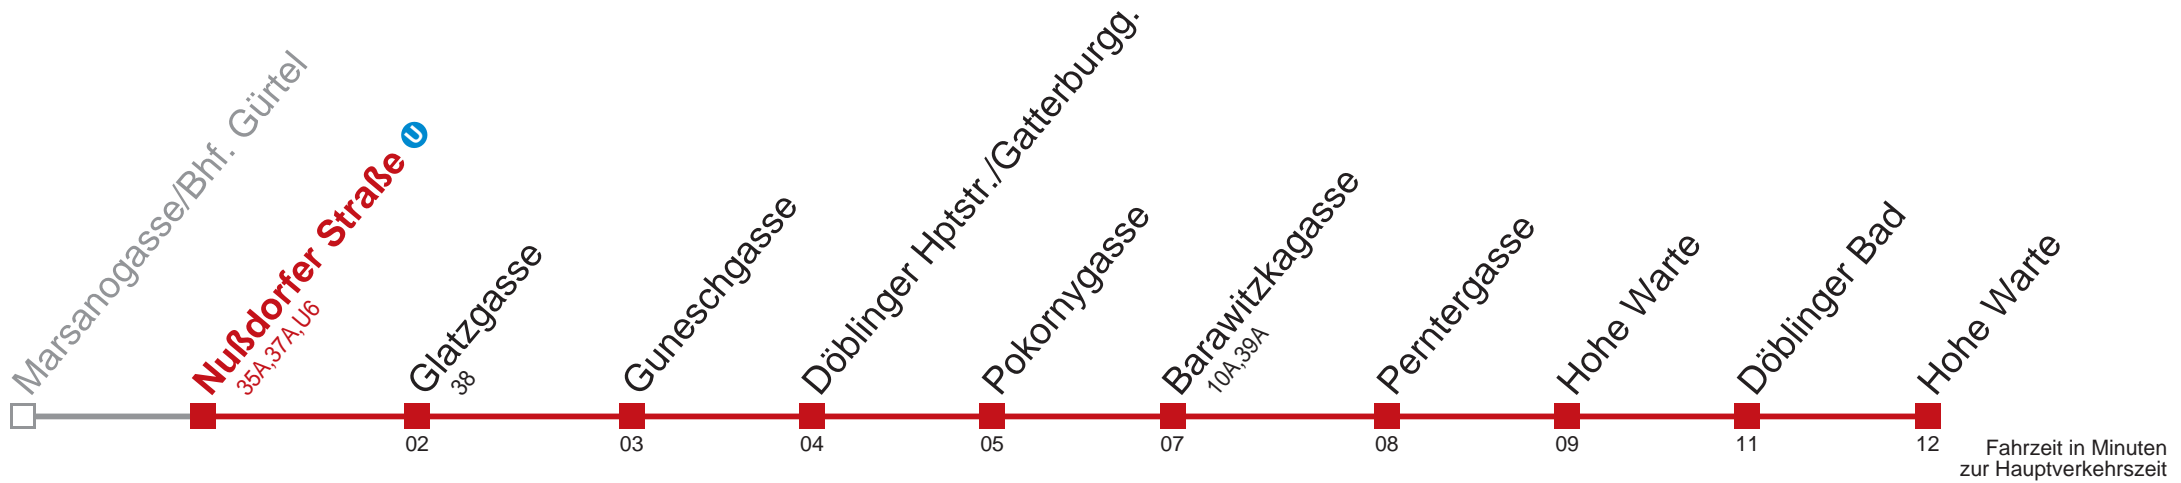 Marsanogasse/Bhf. Gürtel
Nußdorfer Straße U
35A,37A,U6
Glatzgasse
38
Guneschgasse
Döblinger Hptstr./Gatterburgg.
Pokornygasse
Barawitzkagasse
10A,39A
Perntergasse
Hohe Warte
Döblinger Bad
Hohe Warte
02 03 04 05 07 08 09 11 12
Fahrzeit in Minuten
zur Hauptverkehrszeit